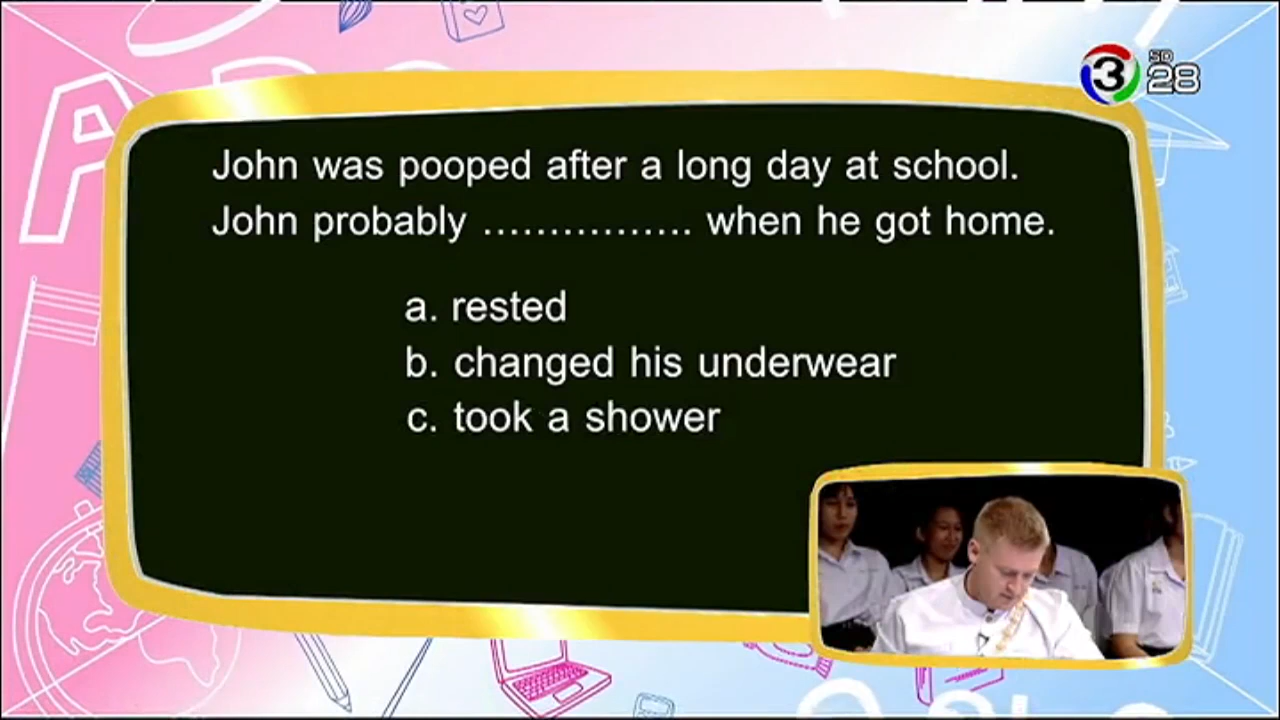 3 SD
28
John was pooped after a long day at school.
John probably ................ when he got home.
a. rested
b. changed his underwear
c. took a shower